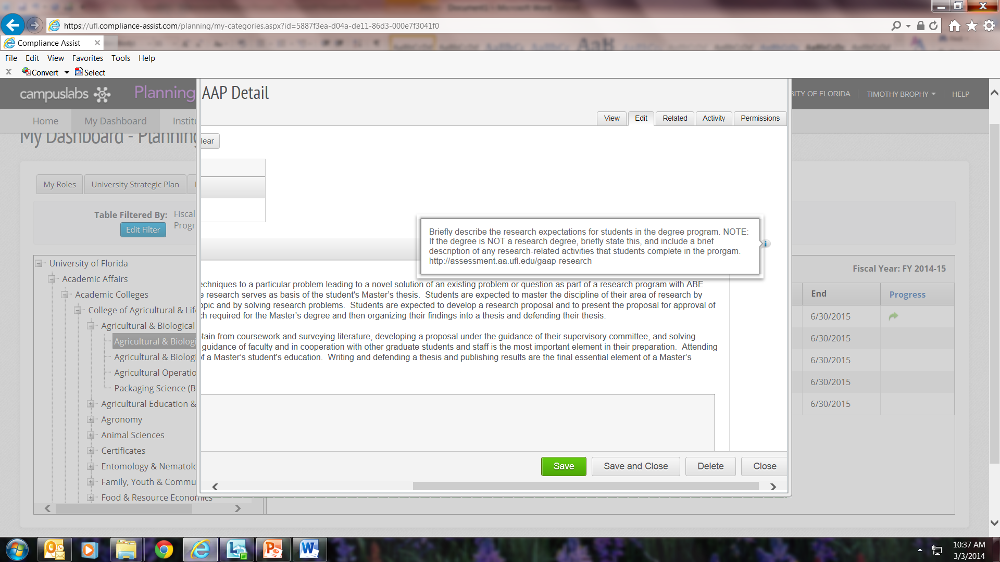 https://ufl.compliance-assist.com/planning/my-categories.aspx?id=5887f3ea-d04a-de11-86d3-000e7f3041f0
Compliance Assist
File Edit View Favorites Tools Help
Convert Select
campuslabs Planning
AAP Detail
SITY OF FLORIDA TIMOTHY BROPHY HELP
Home My Dashboard Institu
View Edit Related Activity Permissions
My Dashboard - Planning
lear
My Roles University Strategic Plan
Table Filtered By: Fiscal
Progr
Edit Filter
Briefly describe the research expectations for students in the degree program. NOTE:
If the degree is NOT a research degree, briefly state this, and include a brief
description of any research-related activities that students complete in the prorgam.
http://assessment.aa.ufl.edu/gaap-research
echniques to a particular problem leading to a novel solution of an existing problem or question as part of a research program with ABE
e research serves as basis of the student's Master's thesis. Students are expected to master the discipline of their area of research by
opic and by solving research problems. Students are expected to develop a research proposal and to present the proposal for approval of
ch required for the Master's degree and then organizing their findings into a thesis and defending their thesis.
tain from coursework and surveying literature, developing a proposal under the guidance of their supervisory committee, and solving
guidance of faculty and in cooperation with other graduate students and staff is the most important element in their preparation. Attending
f a Master's student's education. Writing and defending a thesis and publishing results are the final essential element of a Master's
University of Florida
Academic Affairs
Academic Colleges
College of Agricultural & Life
Agricultural & Biological
Agricultural & Biologi
Agricultural & Biologi
Agricultural Operatio
Packaging Science (B
Agricultural Education &
Agronomy
Animal Sciences
Certificates
Entomology & Nematolo
Family, Youth & Commu
Food & Resource Economics
Fiscal Year: FY 2014-15
End Progress
6/30/2015
6/30/2015
6/30/2015
6/30/2015
6/30/2015
Save Save and Close Delete Close
10:37 AM
3/3/2014